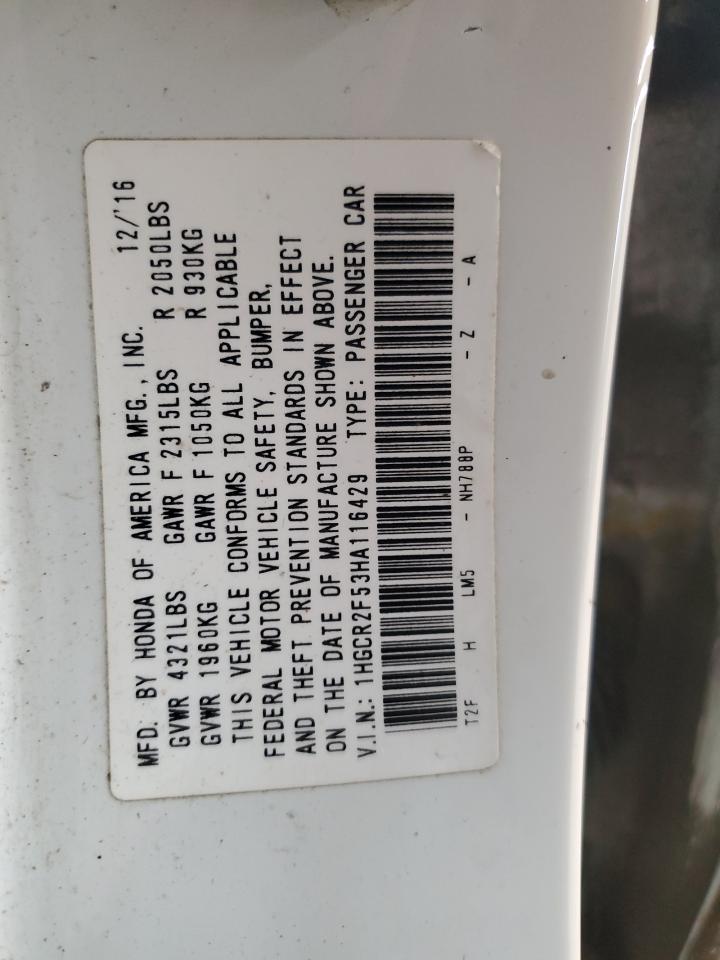 MFD. BY HONDA OF AMERICA MFG., INC. 12/'16
GVWR 4321LBS GAWR F 2315LBS R 2050LBS
GVWR 1960KG GAWR F 1050KG R 930KG
THIS VEHICLE CONFORMS TO ALL APPLICABLE
FEDERAL MOTOR VEHICLE SAFETY, BUMPER,
AND THEFT PREVENTION STANDARDS IN EFFECT
ON THE DATE OF MANUFACTURE SHOWN ABOVE.
V.I.N.: 1HGCR2F53HA116429 TYPE: PASSENGER CAR
T2F H LM5 - NH788P - Z - A